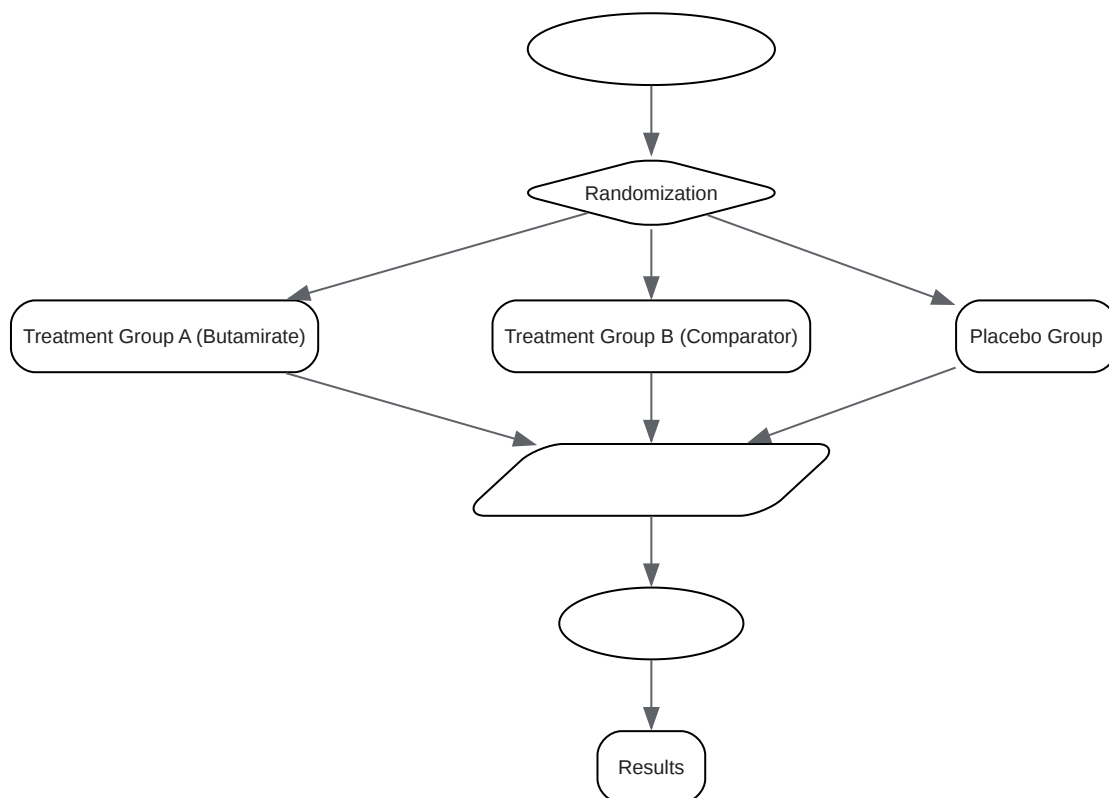 Randomization
Treatment Group A (Butamirate)
Treatment Group B (Comparator)
Placebo Group
Results